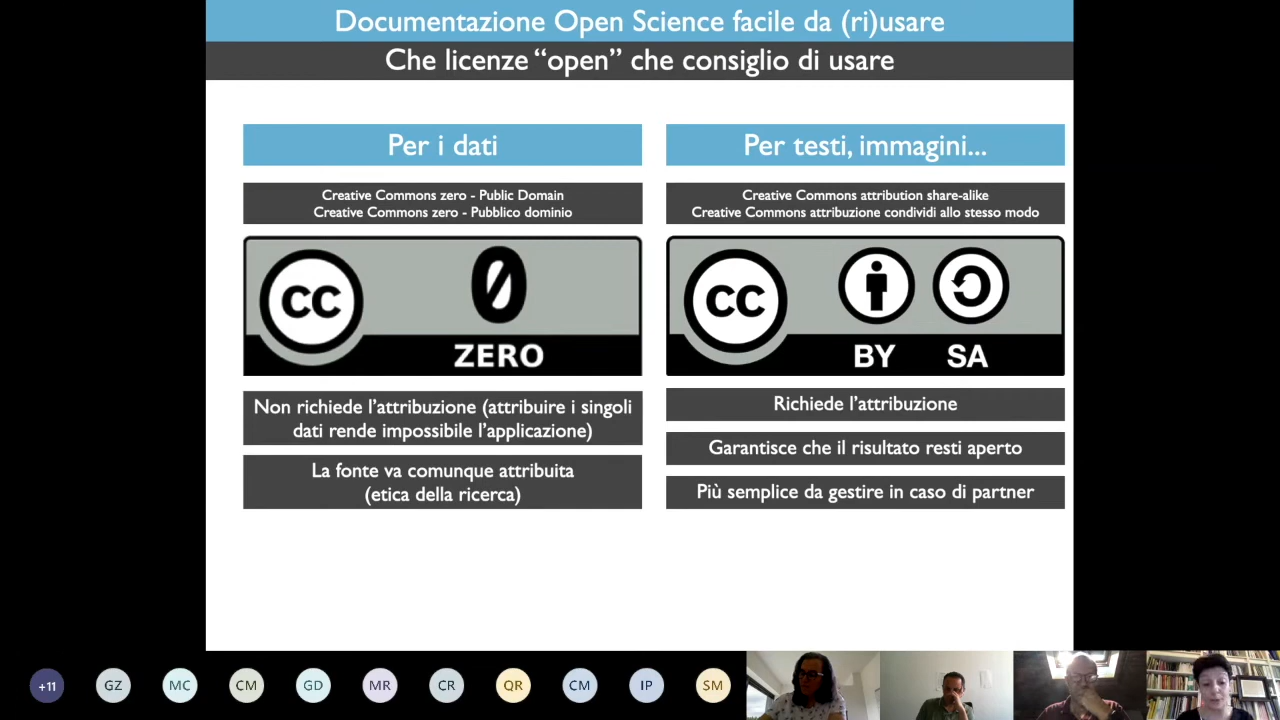 Documentazione Open Science facile da (ri)usare
Che licenze “open” che consiglio di usare
Per i dati
Creative Commons zero - Public Domain
Creative Commons zero - Pubblico dominio
CC
0
ZERO
Non richiede l’attribuzione (attribuire i singoli
dati rende impossibile l’applicazione)
La fonte va comunque attribuita
(etica della ricerca)
Per testi, immagini...
Creative Commons attribution share-alike
Creative Commons attribuzione condividi allo stesso modo
CC
BY SA
Richiede l’attribuzione
Garantisce che il risultato resti aperto
Più semplice da gestire in caso di partner
+11 GZ MC CM GD MR CR QR CM IP SM